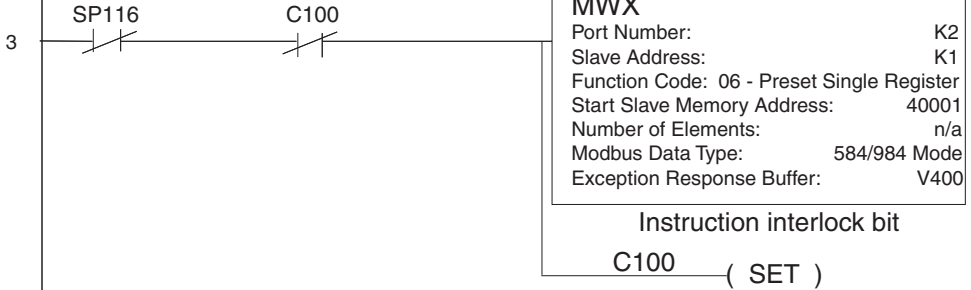 MWX
SP116 C100
3
Port Number: K2
Slave Address: K1
Function Code: 06 - Preset Single Register
Start Slave Memory Address: 40001
Number of Elements: n/a
Modbus Data Type: 584/984 Mode
Exception Response Buffer: V400
Instruction interlock bit
C100
( SET )